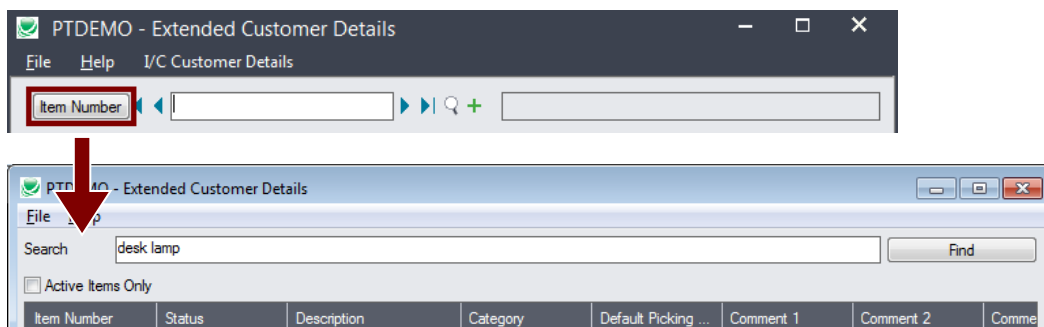 PTDEMO - Extended Customer Details
File Help I/C Customer Details
Item Number
PTDEMO - Extended Customer Details
File
Search desk lamp Find
Active Items Only
Item Number Status Description Category Default Picking ... Comment 1 Comment 2 Comme